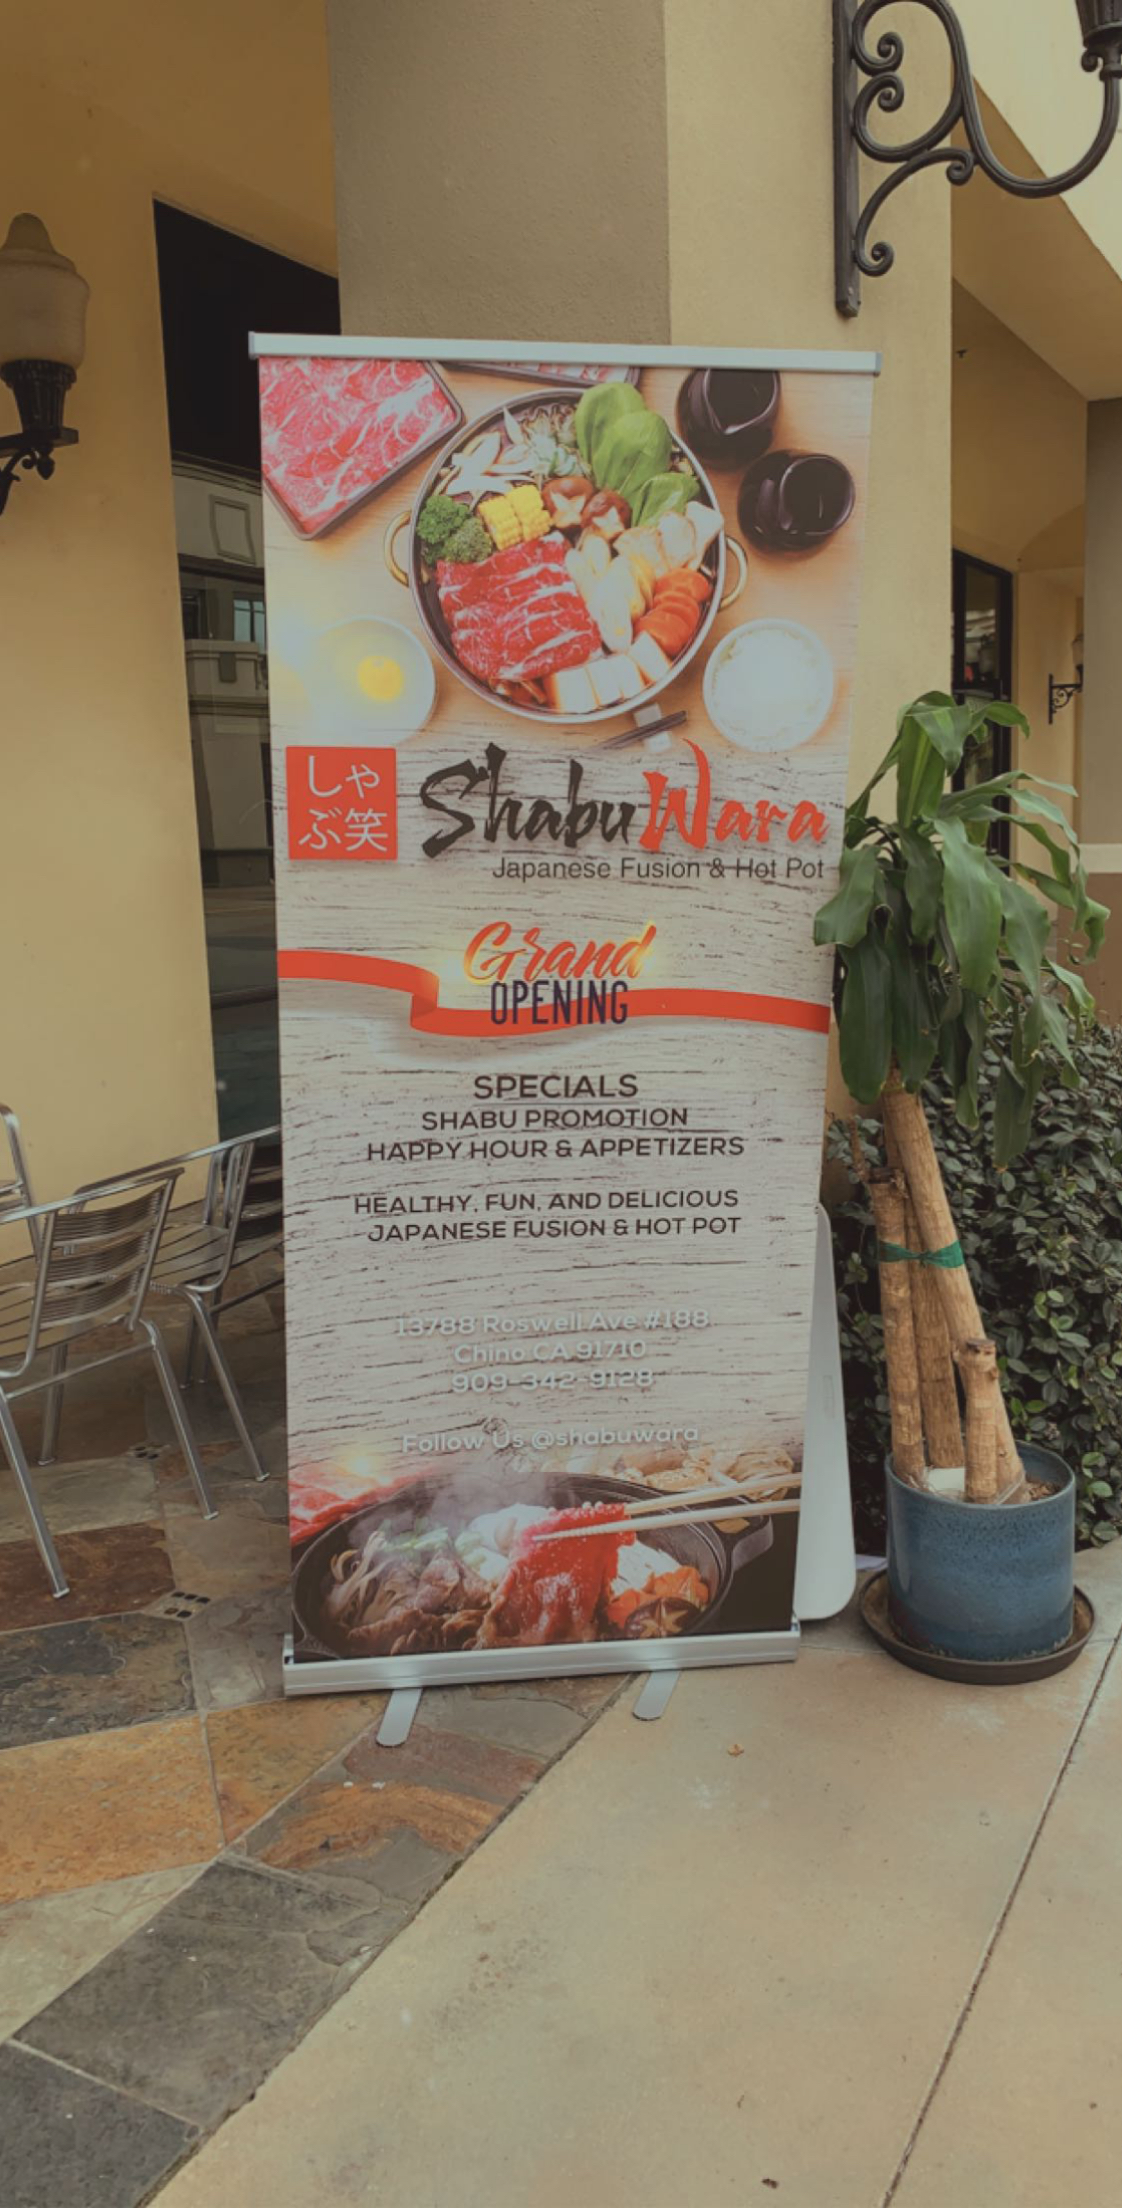 しゃ
ぶ笑
ShabuWara
Japanese Fusion & Hot Pot
Grand
OPENING
SPECIALS
SHABU PROMOTION
HAPPY HOUR & APPETIZERS
HEALTHY, FUN, AND DELICIOUS
JAPANESE FUSION & HOT POT
13788 Roswell Ave #188
Chino CA 91710
909-342-9128
Follow Us @shabuwara